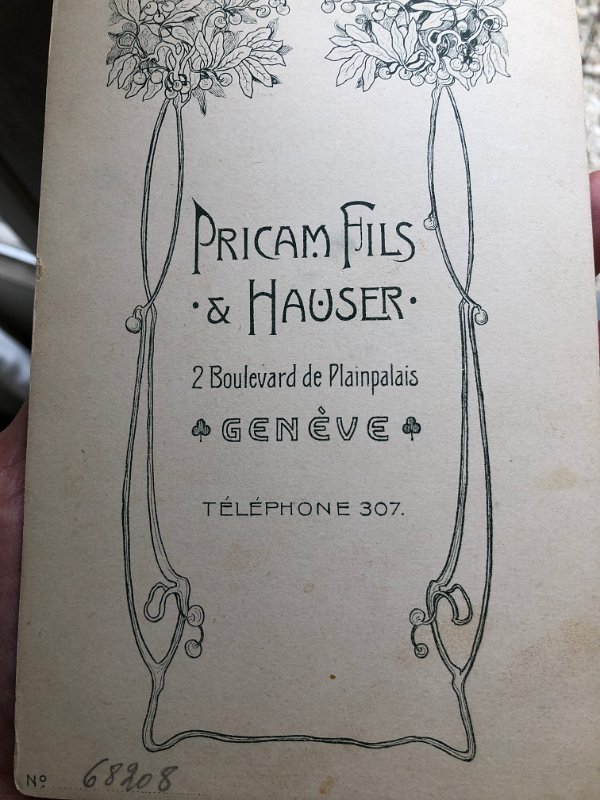 PRICAM FILS
· & HAUSER ·
2 Boulevard de Plainpalais
GENÈVE
TÉLÉPHONE 307.
Nº 68208